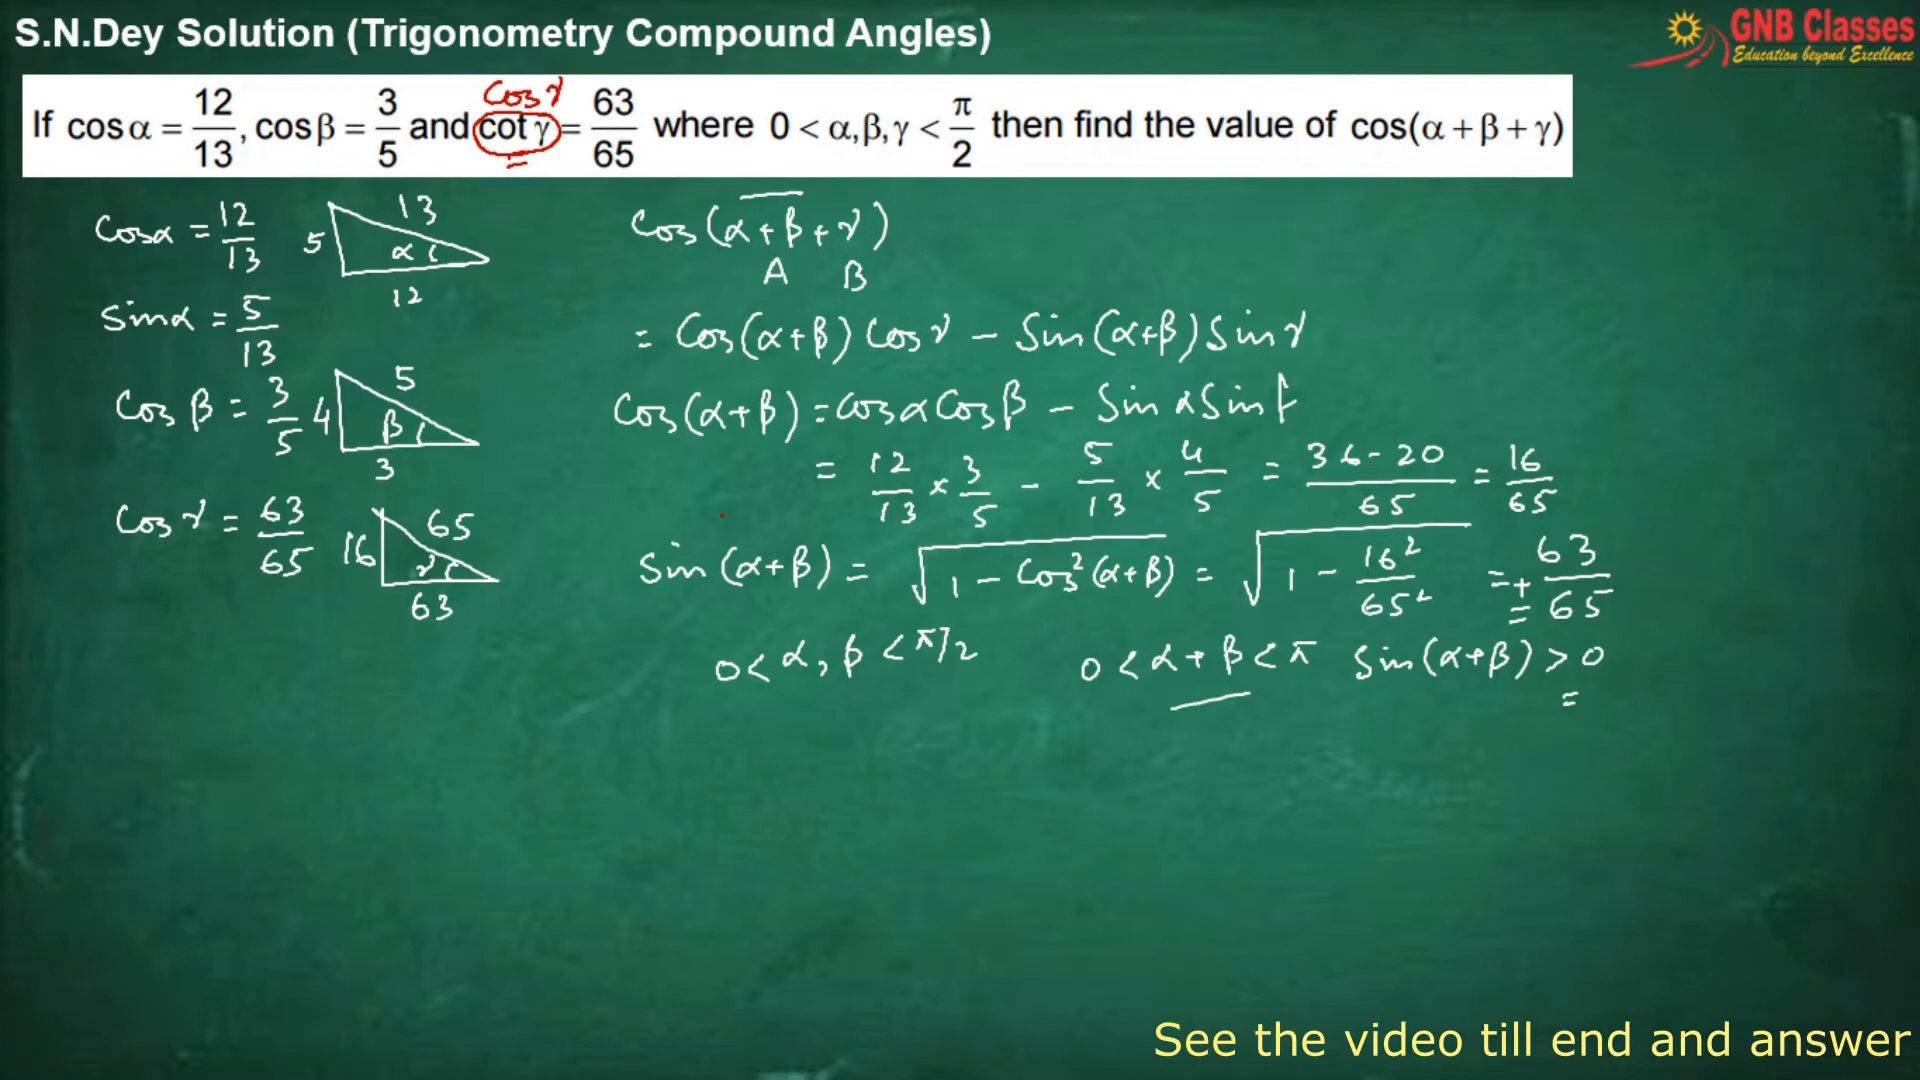 S.N.Dey Solution (Trigonometry Compound Angles)
GNB Classes
Education beyond Excellence
Cos γ
If cos α = 12/13, cos β = 3/5 and cot γ = 63/65 where 0 < α, β, γ < π/2 then find the value of cos(α + β + γ)
Cosα = 12/13
5 13 α 12
Sinα = 5/13
Cos β = 3/5
4 5 β 3
Cos γ = 63/65
16 65 γ 63
Cos(α+β+γ)
A B
= Cos(α+β) Cos γ − Sin(α+β) Sin γ
Cos(α+β) = Cosα Cosβ − Sin α Sin β
= 12/13 × 3/5 − 5/13 × 4/5 = 36-20/65 = 16/65
Sin (α+β) = √1 − Cos²(α+β) = √1 − 16²/65² = + 63/65
0 < α, β < π/2 0 < α + β < π Sin(α+β) > 0
See the video till end and answer